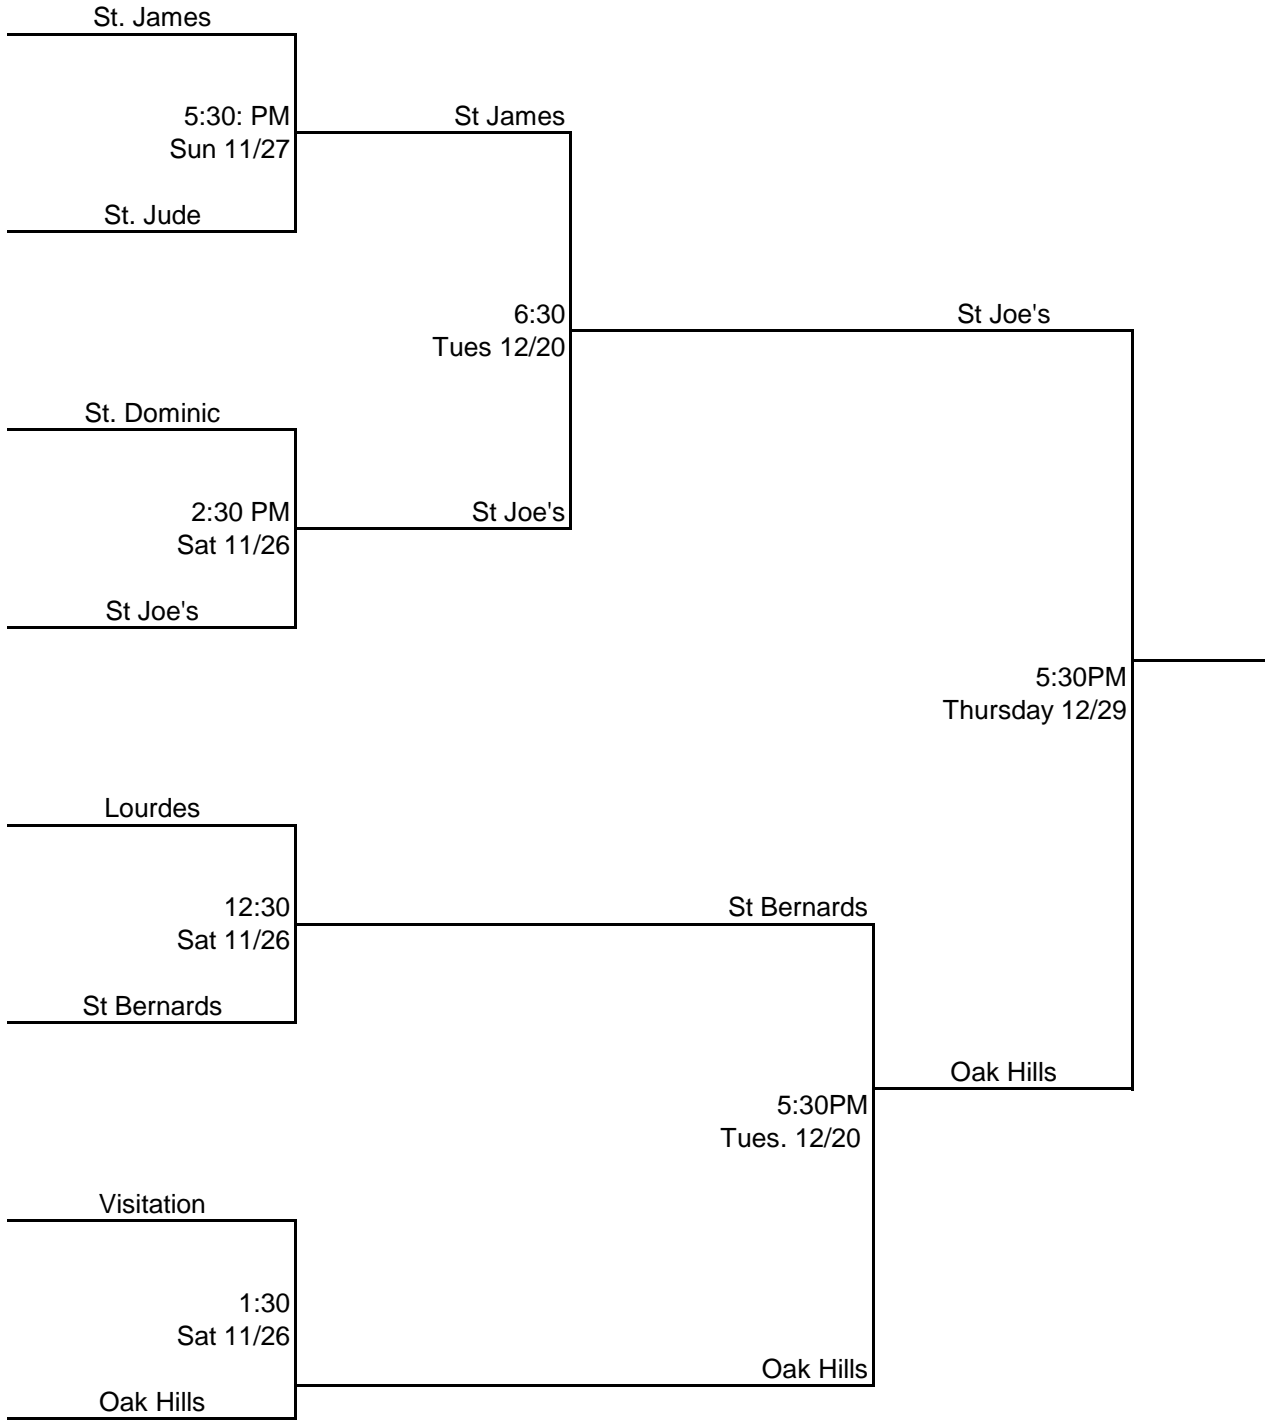 St. James
5:30: PM
St James
Sun 11/27
St. Jude
6:30
St Joe's
Tues 12/20
St. Dominic
2:30 PM
St Joe's
Sat 11/26
St Joe's
5:30PM
Thursday 12/29
Lourdes
12:30
St Bernards
Sat 11/26
St Bernards
Oak Hills
5:30PM
Tues. 12/20
Visitation
1:30
Sat 11/26
Oak Hills
Oak Hills